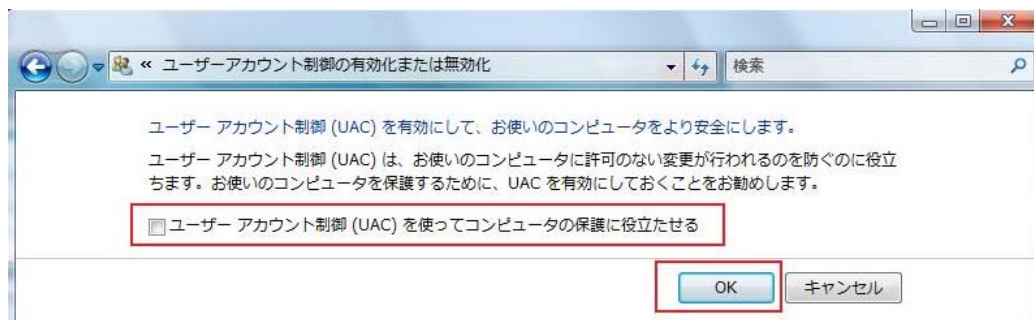 « ユーザーアカウント制御の有効化または無効化
検索
ユーザー アカウント制御 (UAC) を有効にして、お使いのコンピュータをより安全にします。
ユーザー アカウント制御 (UAC) は、お使いのコンピュータに許可のない変更が行われるのを防ぐのに役立
ちます。お使いのコンピュータを保護するために、UAC を有効にしておくことをお勧めします。
ユーザー アカウント制御 (UAC) を使ってコンピュータの保護に役立たせる
OK キャンセル